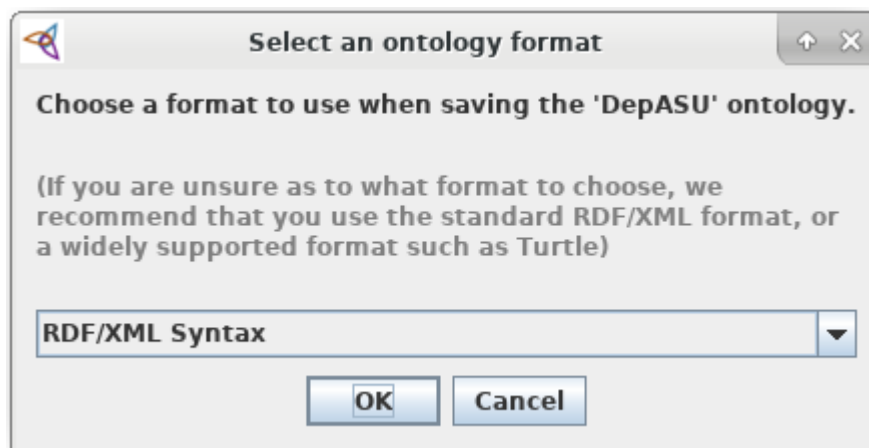 Select an ontology format
Choose a format to use when saving the 'DepASU' ontology.
(If you are unsure as to what format to choose, we
recommend that you use the standard RDF/XML format, or
a widely supported format such as Turtle)
RDF/XML Syntax
OK Cancel